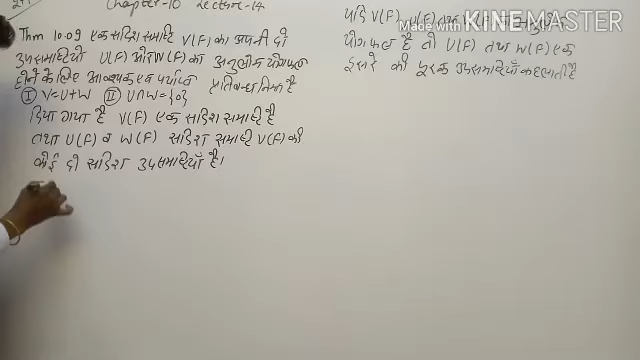 Chapter-10 Lecture-14
Thm 10.09 एक सदिश समष्टि V(F) का अपनी दो
उपसमष्टियों U(F) और W(F) का अनुलोम योगफल
होने के लिए आवश्यक एवं पर्याप्त प्रतिबन्ध निम्न है
Ⅰ V=U+W Ⅱ U∩W={0}
दिया गया है V(F) एक सदिश समष्टि है
तथा U(F) व W(F) सदिश समष्टि V(F) की
कोई दो सदिश उपसमष्टियाँ है।
यदि V(F)
योगफल है तो U(F) तथा W(F) एक
दूसरे की पूरक उपसमष्टियाँ कहलाती है
Made with KINEMASTER